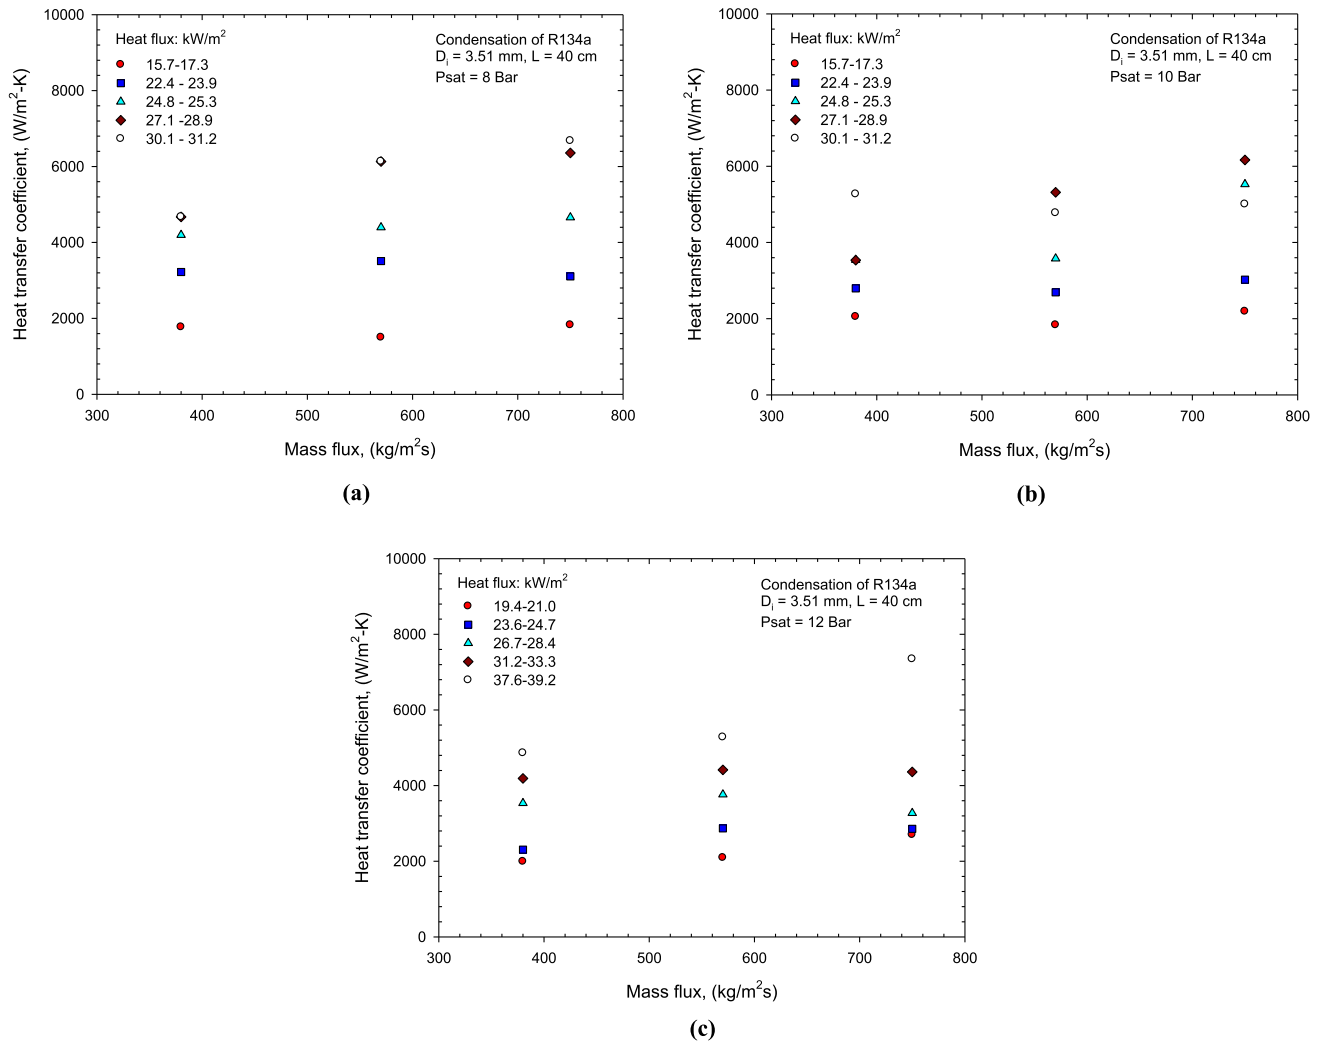 10000
8000
6000
4000
2000
0
300 400 500 600 700 800
Heat transfer coefficient, (W/m²-K)
Mass flux, (kg/m²s)
Heat flux: kW/m²
15.7-17.3
22.4 - 23.9
24.8 - 25.3
27.1 -28.9
30.1 - 31.2
Condensation of R134a
Dᵢ = 3.51 mm, L = 40 cm
Psat = 8 Bar
(a)
10000
8000
6000
4000
2000
0
300 400 500 600 700 800
Heat transfer coefficient, (W/m²-K)
Mass flux, (kg/m²s)
Heat flux: kW/m²
15.7-17.3
22.4 - 23.9
24.8 - 25.3
27.1 -28.9
30.1 - 31.2
Condensation of R134a
Dᵢ = 3.51 mm, L = 40 cm
Psat = 10 Bar
(b)
10000
8000
6000
4000
2000
0
300 400 500 600 700 800
Heat transfer coefficient, (W/m²-K)
Mass flux, (kg/m²s)
Heat flux: kW/m²
19.4-21.0
23.6-24.7
26.7-28.4
31.2-33.3
37.6-39.2
Condensation of R134a
Dᵢ = 3.51 mm, L = 40 cm
Psat = 12 Bar
(c)